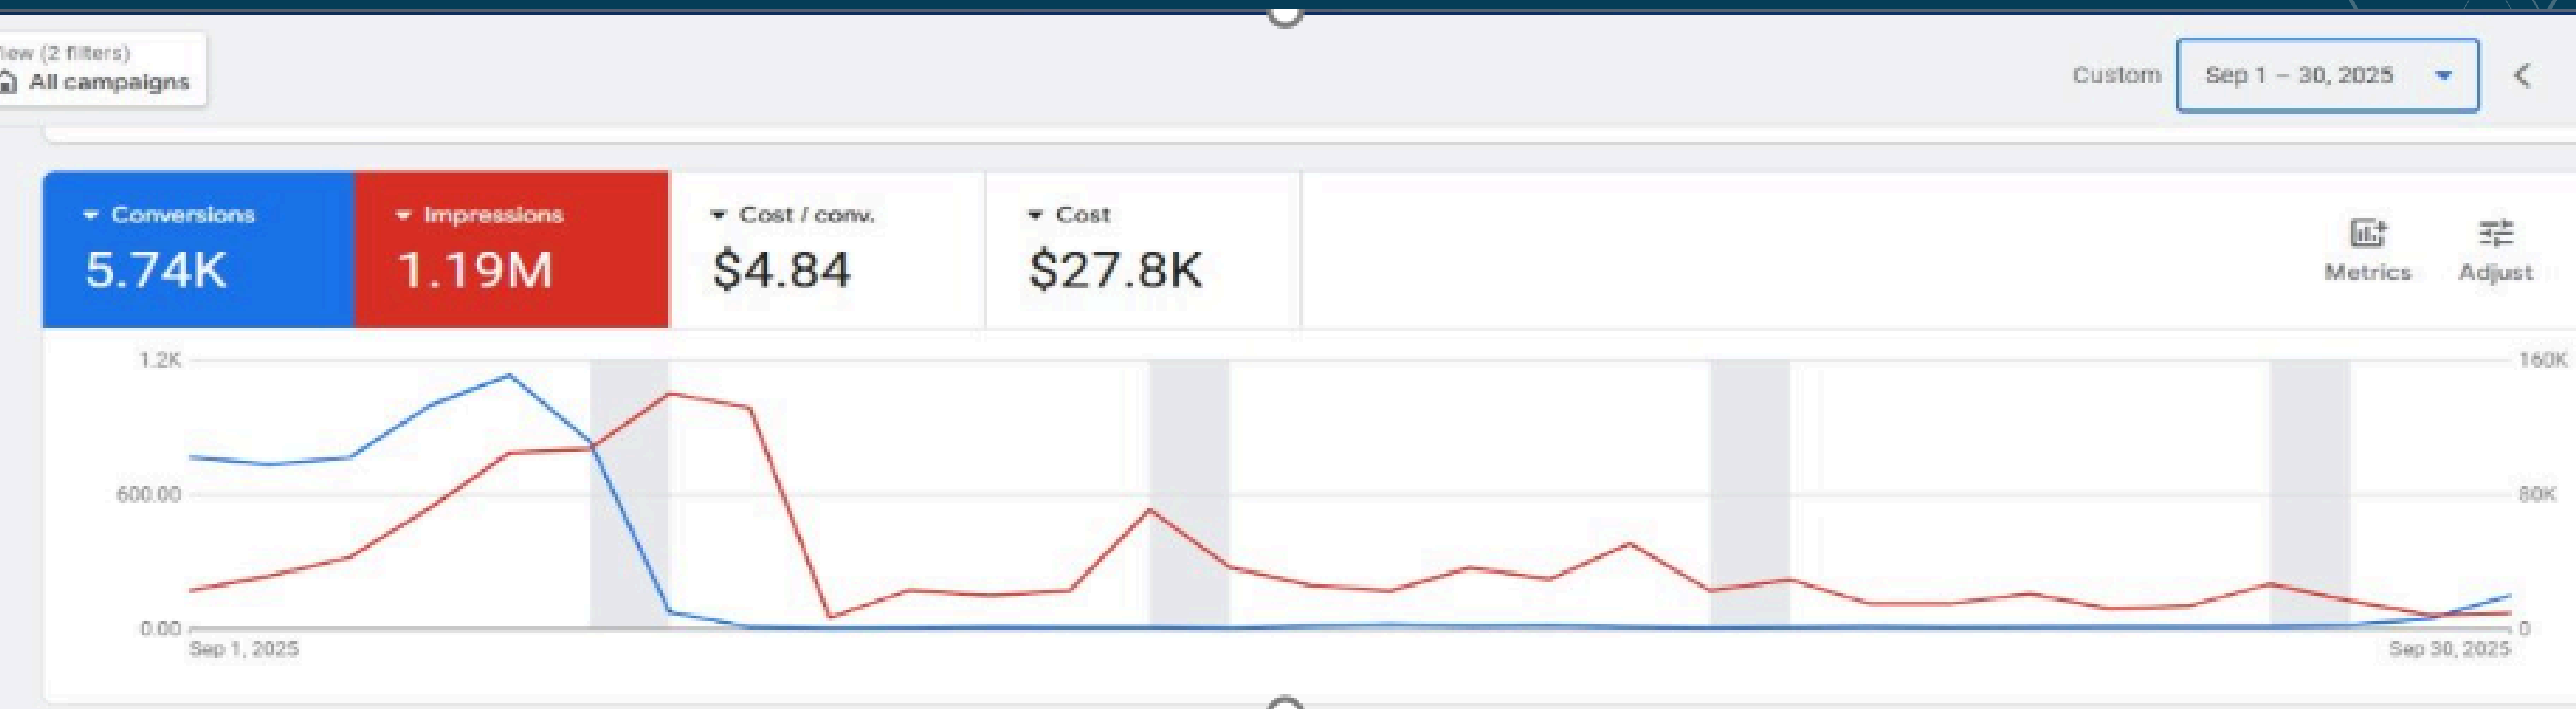 iew (2 filters)
All campaigns
Custom
Sep 1 – 30, 2025
Conversions
5.74K
Impressions
1.19M
Cost / conv.
$4.84
Cost
$27.8K
Metrics
Adjust
1.2K
160K
600.00
80K
0.00
0
Sep 1, 2025
Sep 30, 2025